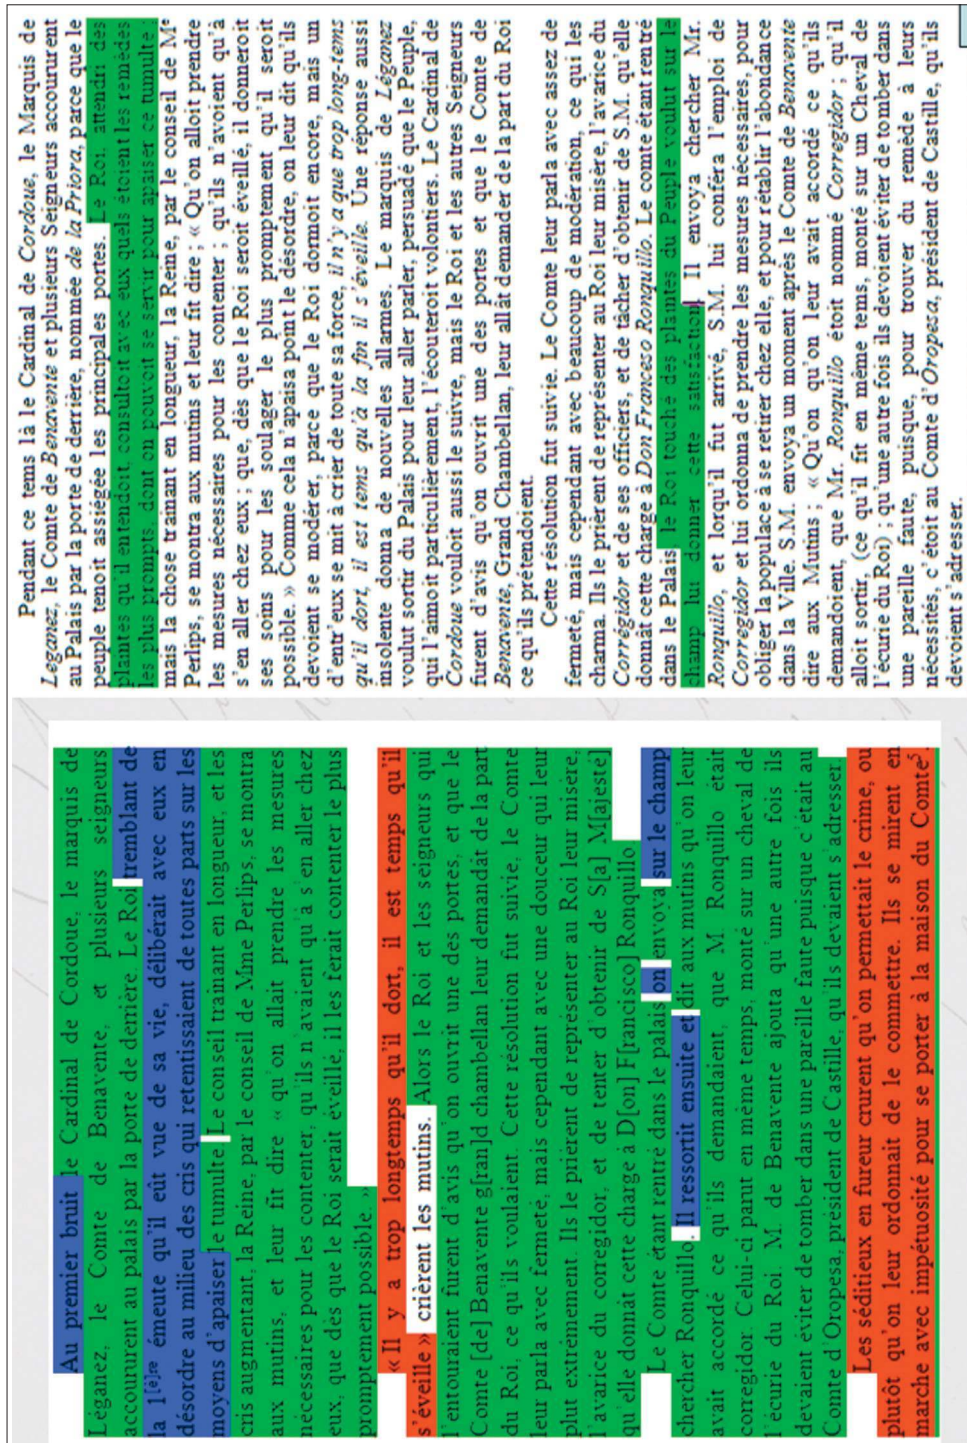 Au premier bruit le Cardinal de Cordoue, le marquis de
Léganez, le Comte de Benavente, et plusieurs seigneurs
accoururent au palais par la pote de derrière. Le Roi tremblant de
la 1[è]re émeute qu'il eût vue de sa vie, délibérait avec eux en
désordre au milieu des cris qui retentissaient de toutes parts sur les
moyens d'apaiser le tumulte. Le conseil trainant en longueur, et les
cris augmentant, la Reine, par le conseil de Mme Perlips, se montra
aux mutins, et leur fit dire « qu'on allait prendre les mesures
nécessaires pour les contenter, qu'ils n'avaient qu'à s'en aller chez
eux, que dès que le Roi serait éveillé, il les ferait contenter le plus
promptement possible. »
« Il y a trop longtemps qu'il dort, il est temps qu'il
s'éveille » crièrent les mutins. Alors le Roi et les seigneurs qui
l'entouraient furent d'avis qu'on ouvrit une des portes, et que le
Comte [de] Benavente g[ran]d chambellan leur demandât de la part
du Roi, ce qu'ils voulaient. Cette résolution fut suivie, le Comte
leur parla avec fermeté, mais cependant avec une douceur qui leur
plut extrêmement. Ils le prièrent de représenter au Roi leur misère,
l'avarice du corregidor, et de tenter d'obtenir de S[a] M[ajesté]
qu'elle donnât cette charge à D[on] F[rancisco] Ronquillo
Le Comte étant rentré dans le palais on envoya sur le champ
chercher Ronquillo. Il ressortit ensuite et dit aux mutins qu'on leur
avait accordé ce qu'ils demandaient, que M. Ronquillo était
corregidor. Celui-ci parut en même temps, monté sur un cheval de
l'écurie du Roi. M. de Benavente ajouta qu'une autre fois ils
devaient éviter de tomber dans une pareille faute puisque c'était au
Comte d'Oropesa, président de Castille, qu'ils devaient s'adresser.
Les séditieux en fureur crurent qu'on permettait le crime, ou
plutôt qu'on leur ordonnait de le commettre. Ils se mirent en
marche avec impétuosité pour se porter à la maison du Comte5.
Pendant ce tems là le Cardinal de Cordoue, le Marquis de
Leganez, le Comte de Benavente et plusieurs Seigneurs accoururent
au Palais par la porte de derrière, nommée de la Priora, parce que le
peuple tenoit assiégée les principales portes. Le Roi, attendri des
plaintes qu'il entendoit, consultoit avec eux quels étoient les remèdes
les plus prompts, dont on pouvoit se servir pour apaiser ce tumulte ;
mais la chose trainant en longueur, la Reine, par le conseil de Me
Perlips, se montra aux mutins et leur fit dire ; « Qu'on alloit prendre
les mesures nécessaires pour les contenter ; qu'ils n'avoient qu'à
s'en aller chez eux ; que, dès que le Roi seroit éveillé, il donneroit
ses soins pour les soulager le plus promptement qu'il seroit
possible. » Comme cela n'apaisa point le désordre, on leur dit qu'ils
devoient se modérer, parce que le Roi dormoit encore, mais un
d'entr'eux se mit à crier de toute sa force, il n'y a que trop long-tems
qu'il dort, il est tems qu'à la fin il s'éveille. Une réponse aussi
insolente donna de nouvelles allarmes. Le marquis de Léganez
voulut sortir du Palais pour leur aller parler, persuadé que le Peuple,
qui l'aimoit particulièrement, l'écouteroit volontiers. Le Cardinal de
Cordoue vouloit aussi le suivre, mais le Roi et les autres Seigneurs
furent d'avis qu'on ouvrit une des portes et que le Comte de
Benavente, Grand Chambellan, leur allât demander de la part du Roi
ce qu'ils prétendoient.
Cette résolution fut suivie. Le Comte leur parla avec assez de
fermeté, mais cependant avec beaucoup de modération, ce qui les
charma. Ils le prièrent de représenter au Roi leur misère, l'avarice du
Corrégidor et de ses officiers, et de tâcher d'obtenir de S.M. qu'elle
donnât cette charge à Don Franceso Ronquillo. Le comte étant rentré
dans le Palais, le Roi touché des plaintes du Peuple voulut sur le
champ lui donner cette satisfaction. Il envoya chercher Mr.
Ronquillo, et lorqu'il fut arrivé, S.M. lui conféra l'emploi de
Corregidor et lui ordonna de prendre les mesures nécessaires, pour
obliger la populace à se retirer chez elle, et pour rétablir l'abondance
dans la Ville. S.M. envoya un moment après le Comte de Benavente
dire aux Mutins ; « Qu'on leur avait accordé ce qu'ils
demandoient, que Mr. Ronquillo étoit nommé Corregidor ; qu'il
alloit sortir, (ce qu'il fit en même tems, monté sur un Cheval de
l'écurie du Roi) ; qu'une autre fois ils devoient éviter de tomber dans
une pareille faute, puisque, pour trouver du remède à leurs
nécessités, c'étoit au Comte d'Oropesa, président de Castille, qu'ils
devoient s'adresser.